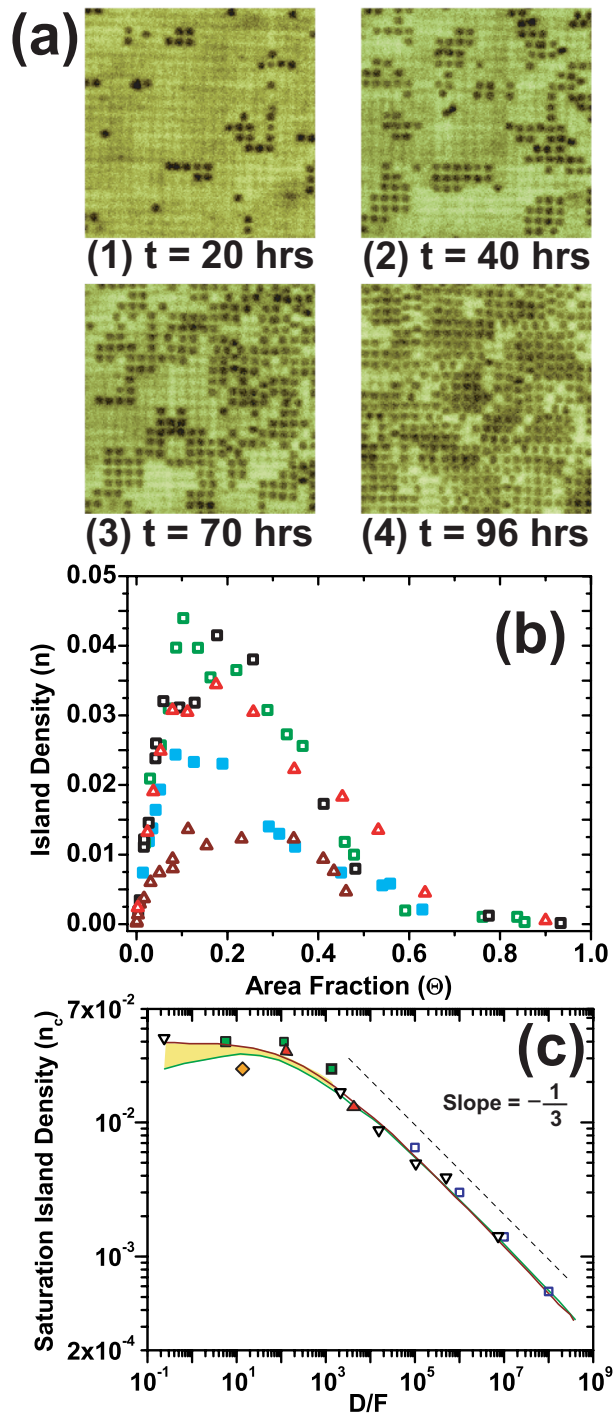 (a)
(1) t = 20 hrs
(2) t = 40 hrs
(3) t = 70 hrs
(4) t = 96 hrs
(b)
0.05
0.04
0.03
0.02
0.01
0.00
Island Density (n)
0.0 0.2 0.4 0.6 0.8 1.0
Area Fraction (Θ)
(c)
7x10⁻²
10⁻²
10⁻³
2x10⁻⁴
Saturation Island Density (n_c)
Slope = −1/3
10⁻¹ 10¹ 10³ 10⁵ 10⁷ 10⁹
D/F